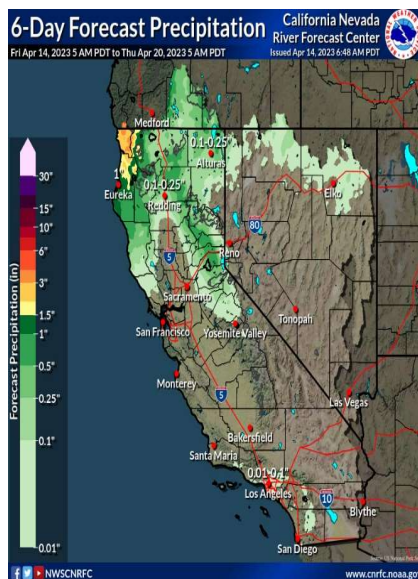 6-Day Forecast Precipitation
California Nevada
River Forecast Center
Fri Apr 14, 2023 5 AM PDT to Thu Apr 20, 2023 5 AM PDT
Issued Apr 14, 2023 6:48 AM PDT
Medford
0.1-0.25"
Alturas
1
Eureka
0.1-0.25"
Redding
Elko
80
Reno
5
Sacramento
San Francisco
Yosemite Valley
Tonopah
Monterey
5
Las Vegas
Bakersfield
Santa Maria
0.01-0.1"
Los Angeles
10
Blythe
San Diego
Forecast Precipitation (in)
30"
15"
10"
6"
3"
1.5"
1"
0.5"
0.25"
0.1"
0.01"
NWSCNRFC
www.cnrfc.noaa.gov